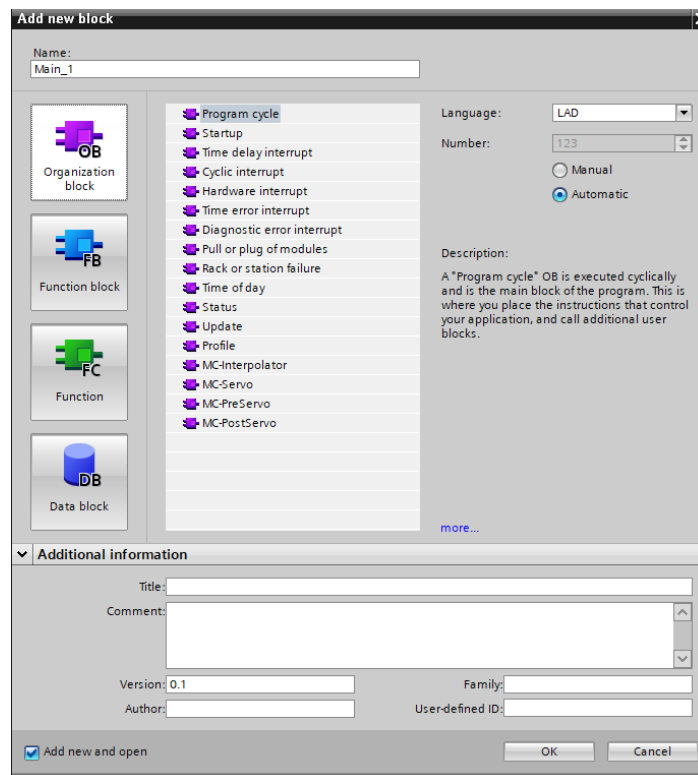 Add new block
Name:
Main_1
OB
Organization
block
FB
Function block
FC
Function
DB
Data block
Program cycle
Startup
Time delay interrupt
Cyclic interrupt
Hardware interrupt
Time error interrupt
Diagnostic error interrupt
Pull or plug of modules
Rack or station failure
Time of day
Status
Update
Profile
MC-Interpolator
MC-Servo
MC-PreServo
MC-PostServo
Language: LAD
Number: 123
Manual
Automatic
Description:
A "Program cycle" OB is executed cyclically
and is the main block of the program. This is
where you place the instructions that control
your application, and call additional user
blocks.
more...
Additional information
Title:
Comment:
Version: 0.1 Family:
Author: User-defined ID:
Add new and open OK Cancel